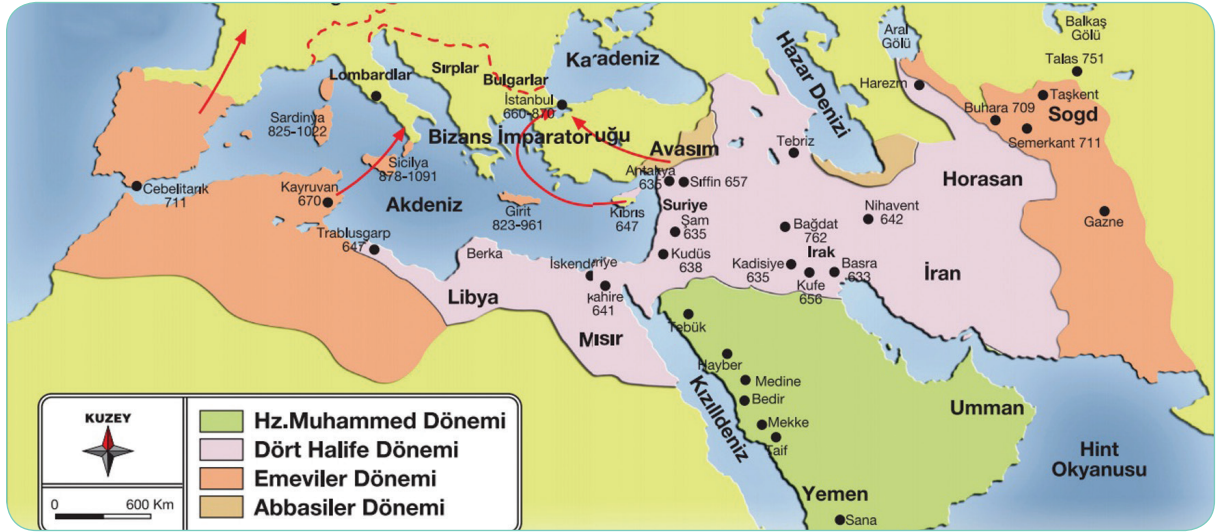 Balkaş
Gölü
Aral
Gölü
Talas 751
Karadeniz
Hazar Denizi
Sırplar
Lombardlar
Bulgarlar
Harezm
Taşkent
İstanbul
660-870
Buhara 709
Sogd
Sardinya
825-1022
Bizans İmparatoruğu
Semerkant 711
Tebriz
Avasım
Sicilya
878-1091
Antakya
635
Sıffin 657
Horasan
Cebelitarık
711
Kayruvan
670
Akdeniz
Girit
823-961
Kıbrıs
647
Suriye
Şam
635
Nihavent
642
Gazne
Bağdat
762
Trablusgarp
647
Berka
İskenderiye
Kudüs
638
Kadisiye
635
Irak
Basra
633
İran
Kufe
656
Libya
Kahire
641
Tebük
Mısır
Hayber
Medine
Bedir
Kızılldeniz
Umman
Mekke
Taif
Hint
Okyanusu
Yemen
Sana
KUZEY
0 600 Km
Hz.Muhammed Dönemi
Dört Halife Dönemi
Emeviler Dönemi
Abbasiler Dönemi